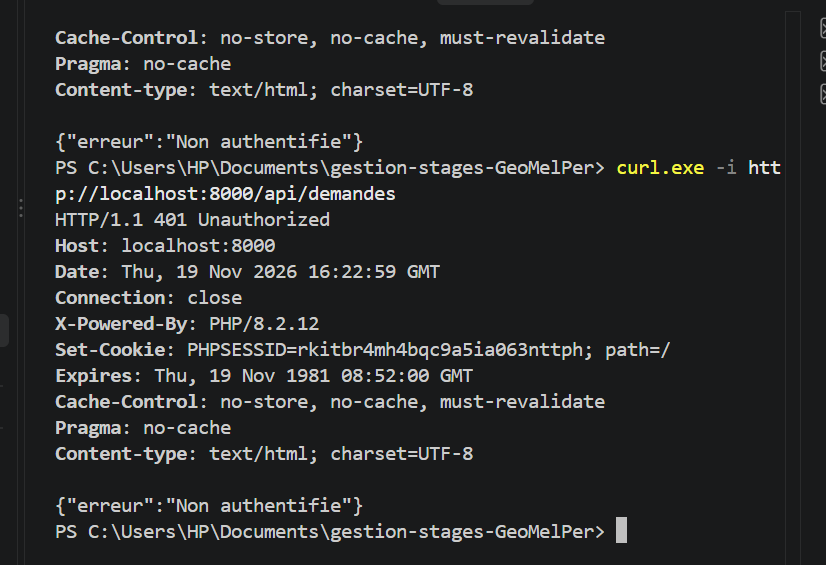 Cache-Control: no-store, no-cache, must-revalidate
Pragma: no-cache
Content-type: text/html; charset=UTF-8
{"erreur":"Non authentifie"}
PS C:\Users\HP\Documents\gestion-stages-GeoMelPer> curl.exe -i htt
p://localhost:8000/api/demandes
HTTP/1.1 401 Unauthorized
Host: localhost:8000
Date: Thu, 19 Nov 2026 16:22:59 GMT
Connection: close
X-Powered-By: PHP/8.2.12
Set-Cookie: PHPSESSID=rkitbr4mh4bqc9a5ia063nttph; path=/
Expires: Thu, 19 Nov 1981 08:52:00 GMT
Cache-Control: no-store, no-cache, must-revalidate
Pragma: no-cache
Content-type: text/html; charset=UTF-8
{"erreur":"Non authentifie"}
PS C:\Users\HP\Documents\gestion-stages-GeoMelPer>